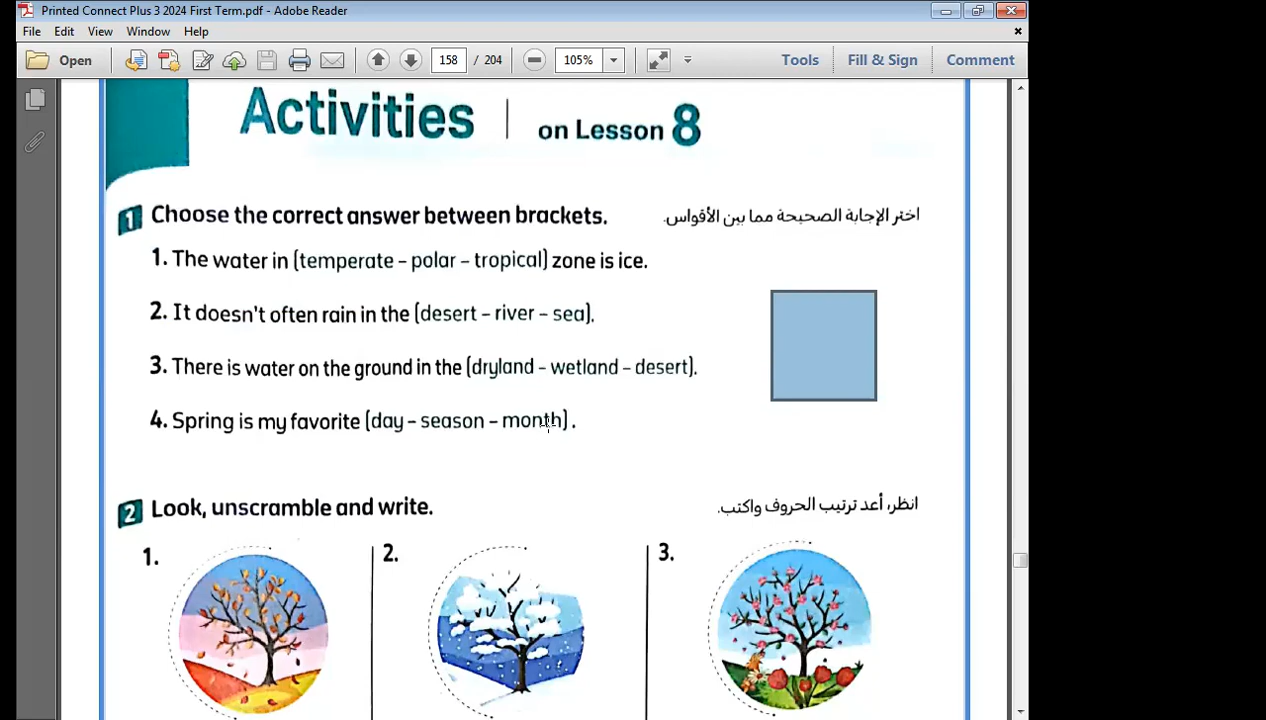 Printed Connect Plus 3 2024 First Term.pdf - Adobe Reader
File Edit View Window Help
Open 158 / 204 105% Tools Fill & Sign Comment
Activities on Lesson 8
1 Choose the correct answer between brackets. اختر الإجابة الصحيحة مما بين الأقواس.
1. The water in (temperate – polar – tropical) zone is ice.
2. It doesn't often rain in the (desert – river – sea).
3. There is water on the ground in the (dryland – wetland – desert).
4. Spring is my favorite (day – season – month) .
2 Look, unscramble and write. انظر، أعد ترتيب الحروف واكتب.
1. 2. 3.